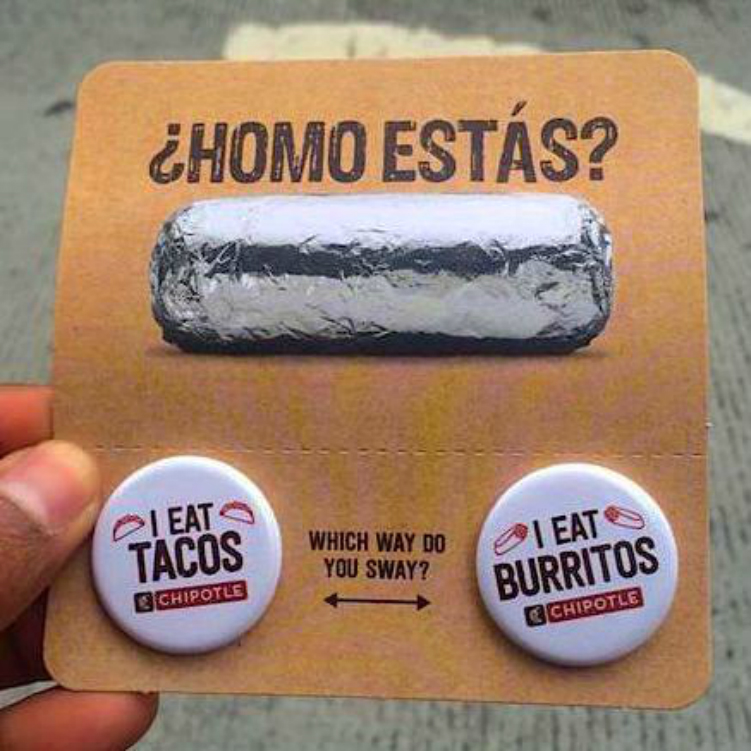 ¿HOMO ESTÁS?
I EAT
TACOS
CHIPOTLE
WHICH WAY DO
YOU SWAY?
I EAT
BURRITOS
CHIPOTLE